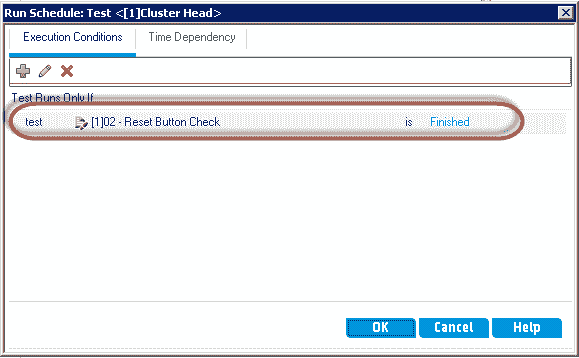 Run Schedule: Test <[1]Cluster Head>
Execution Conditions Time Dependency
Test Runs Only If
test [1]02 - Reset Button Check is Finished
OK Cancel Help